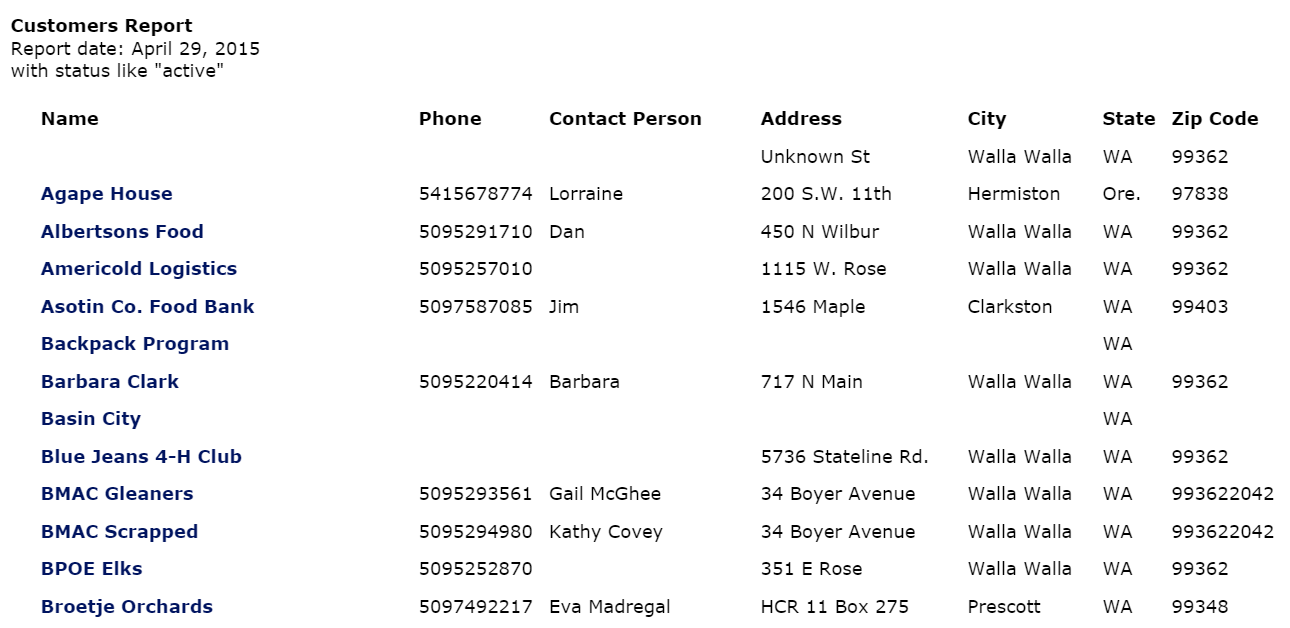 Customers Report
Report date: April 29, 2015
with status like "active"
Name Phone Contact Person Address City State Zip Code
Unknown St Walla Walla WA 99362
Agape House 5415678774 Lorraine 200 S.W. 11th Hermiston Ore. 97838
Albertsons Food 5095291710 Dan 450 N Wilbur Walla Walla WA 99362
Americold Logistics 5095257010 1115 W. Rose Walla Walla WA 99362
Asotin Co. Food Bank 5097587085 Jim 1546 Maple Clarkston WA 99403
Backpack Program WA
Barbara Clark 5095220414 Barbara 717 N Main Walla Walla WA 99362
Basin City WA
Blue Jeans 4-H Club 5736 Stateline Rd. Walla Walla WA 99362
BMAC Gleaners 5095293561 Gail McGhee 34 Boyer Avenue Walla Walla WA 993622042
BMAC Scrapped 5095294980 Kathy Covey 34 Boyer Avenue Walla Walla WA 993622042
BPOE Elks 5095252870 351 E Rose Walla Walla WA 99362
Broetje Orchards 5097492217 Eva Madregal HCR 11 Box 275 Prescott WA 99348